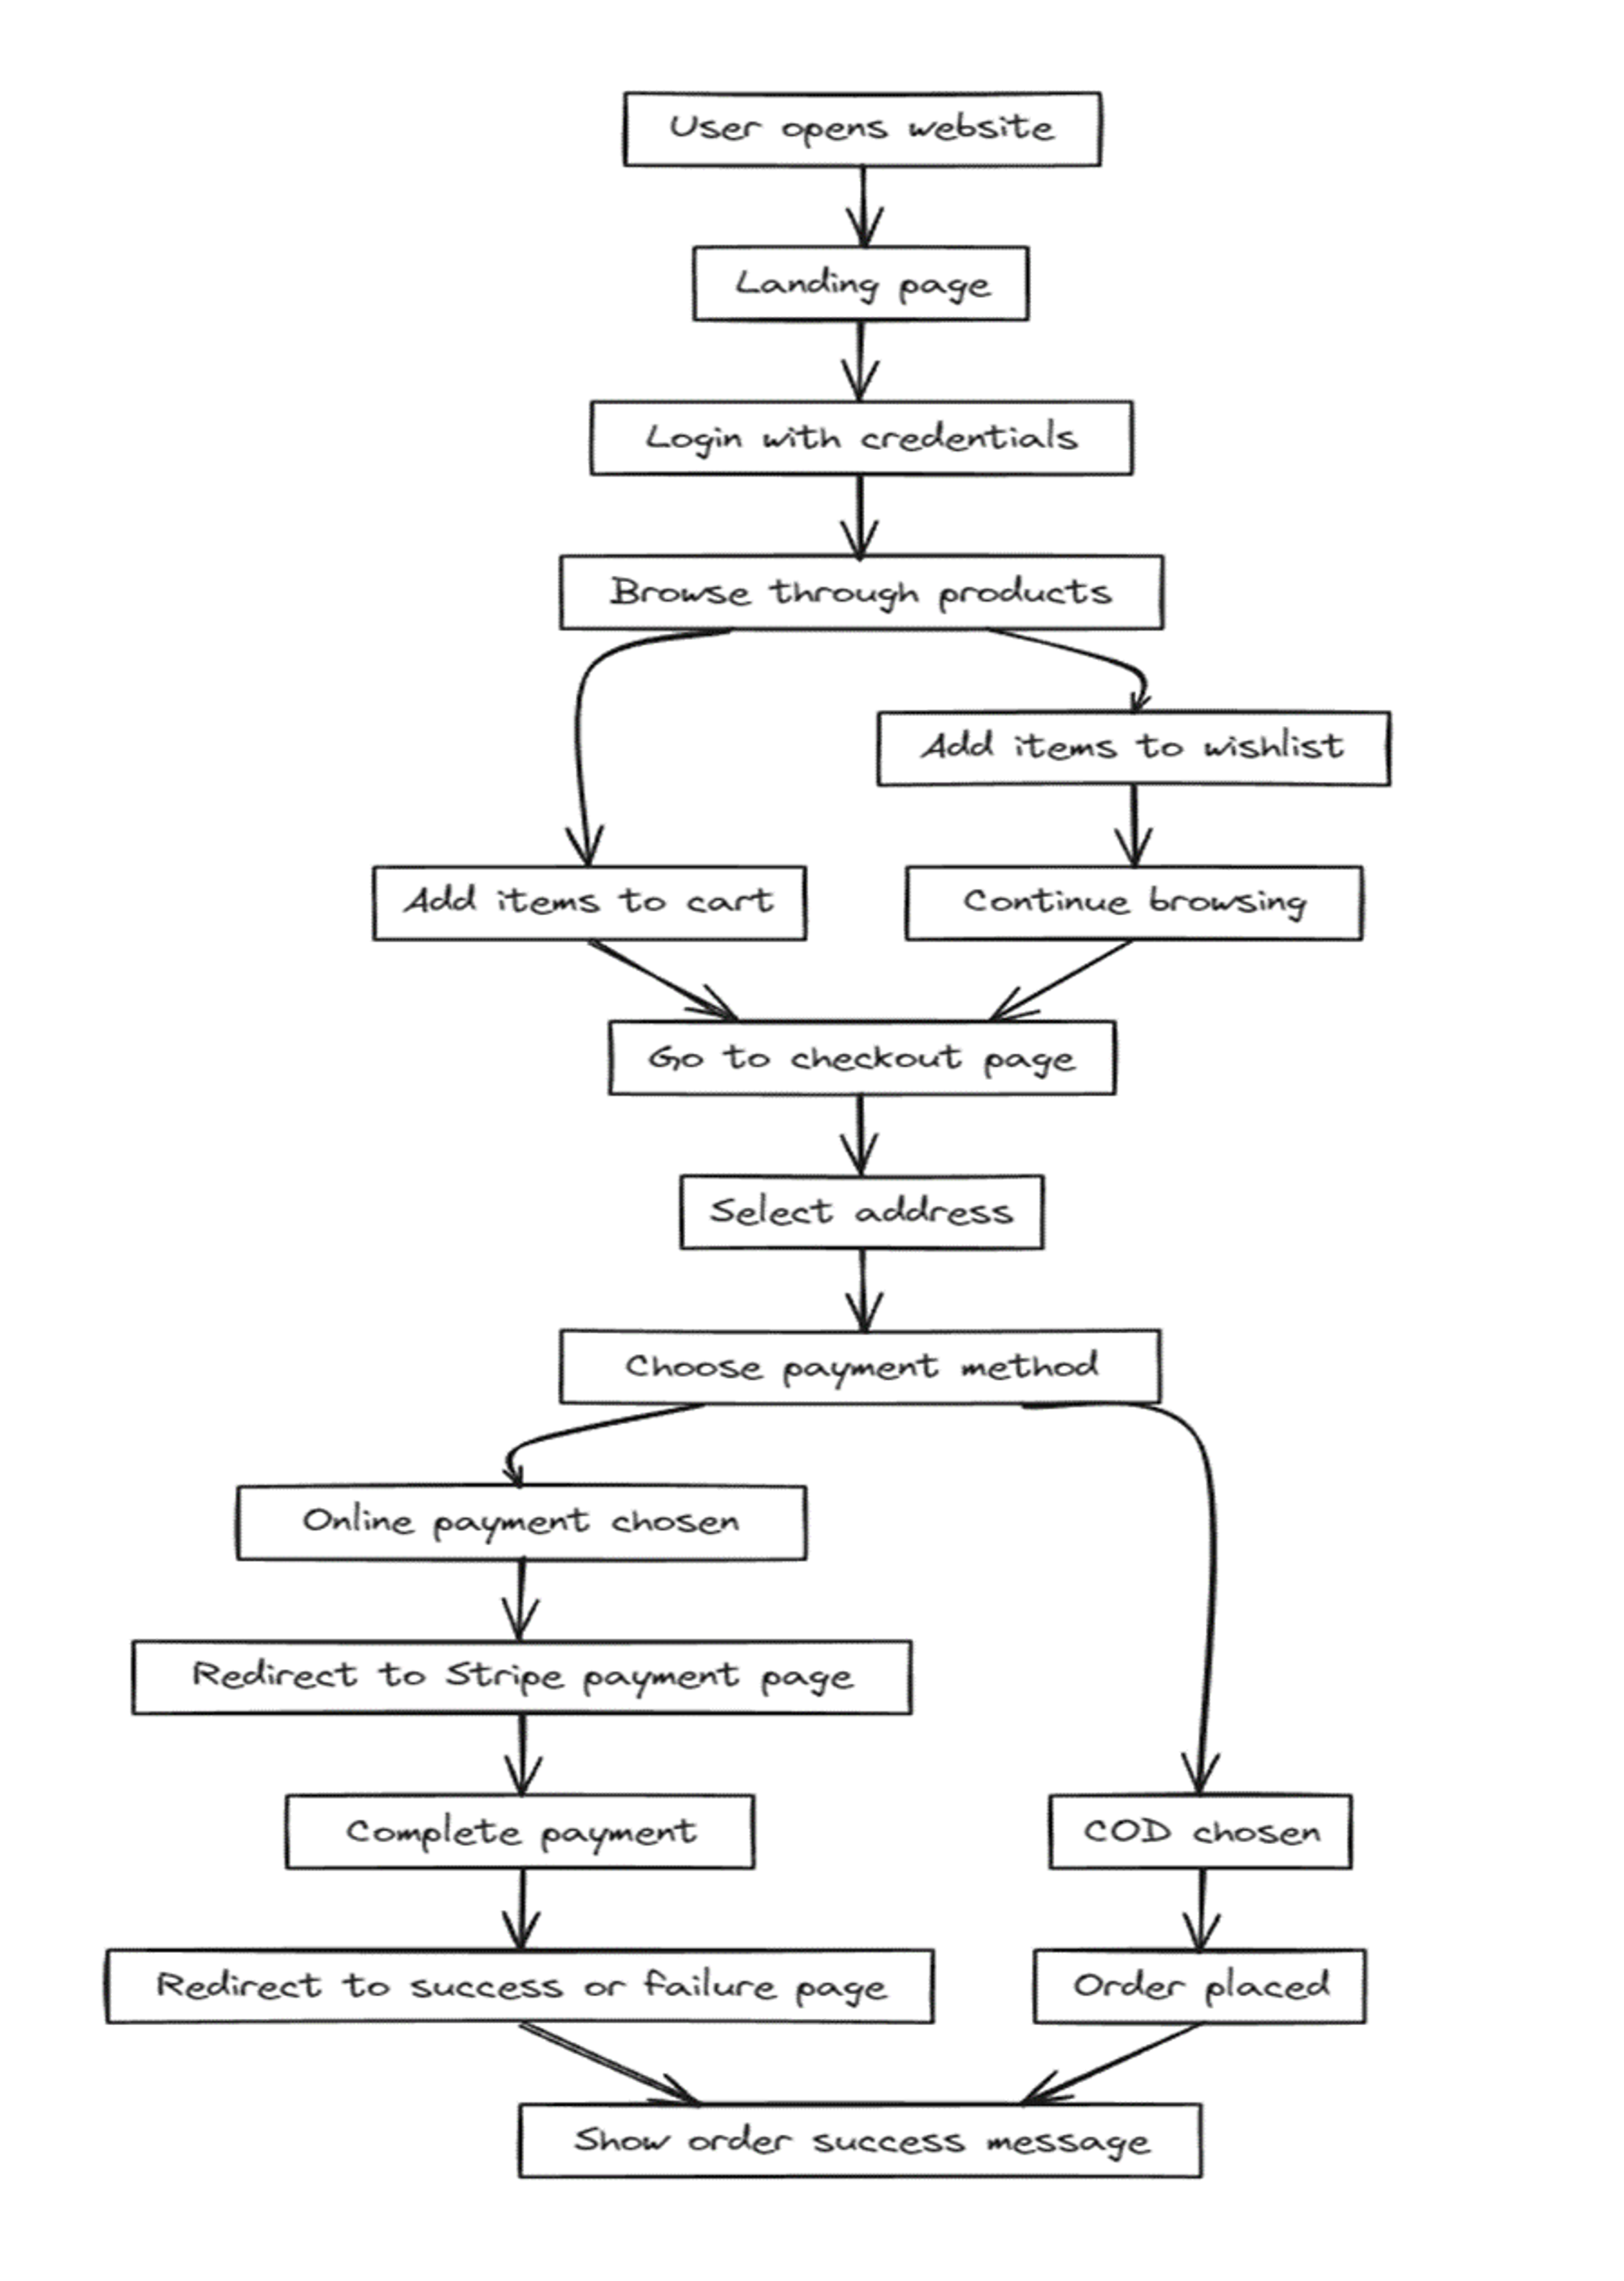 User opens website
Landing page
Login with credentials
Browse through products
Add items to wishlist
Add items to cart
Continue browsing
Go to checkout page
Select address
Choose payment method
Online payment chosen
Redirect to Stripe payment page
Complete payment
COD chosen
Redirect to success or failure page
Order placed
Show order success message